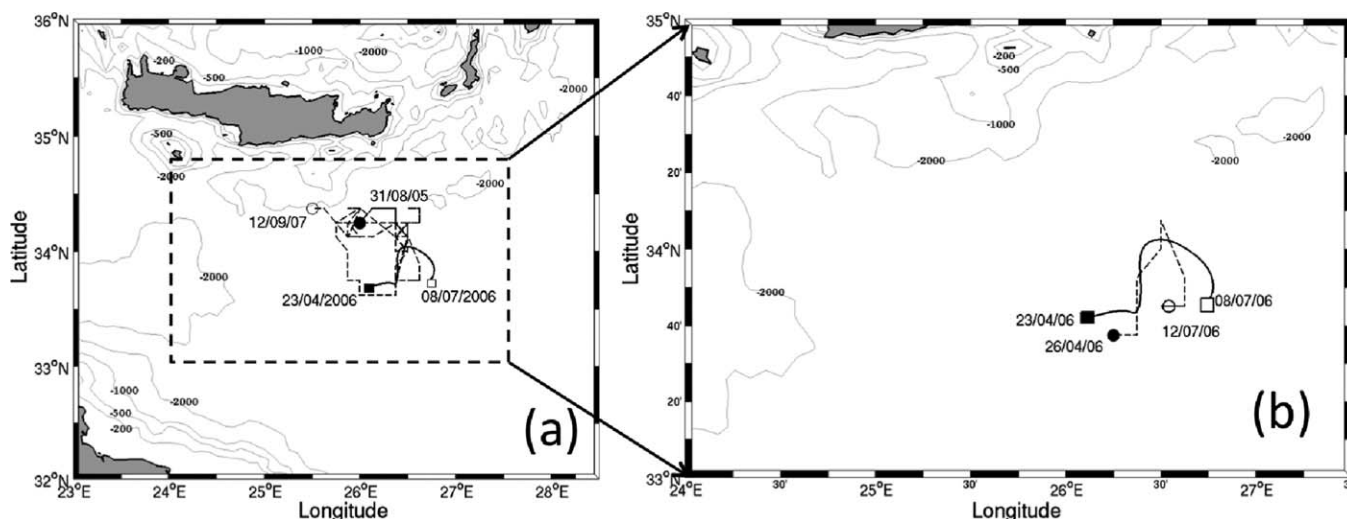 36°N
35°N
34°N
33°N
32°N
Latitude
23°E
24°E
25°E
26°E
27°E
28°E
Longitude
-1000
-2000
-200
-500
-2000
-500
-2000
-2000
31/08/05
12/09/07
-2000
23/04/2006
08/07/2006
-1000
-500
-200
-2000
(a)
35°N
40'
20'
34°N
40'
20'
33°N
Latitude
24°E
30'
25°E
30'
26°E
30'
27°E
30'
Longitude
-200
-500
-1000
-2000
-2000
-2000
23/04/06
26/04/06
12/07/06
08/07/06
(b)